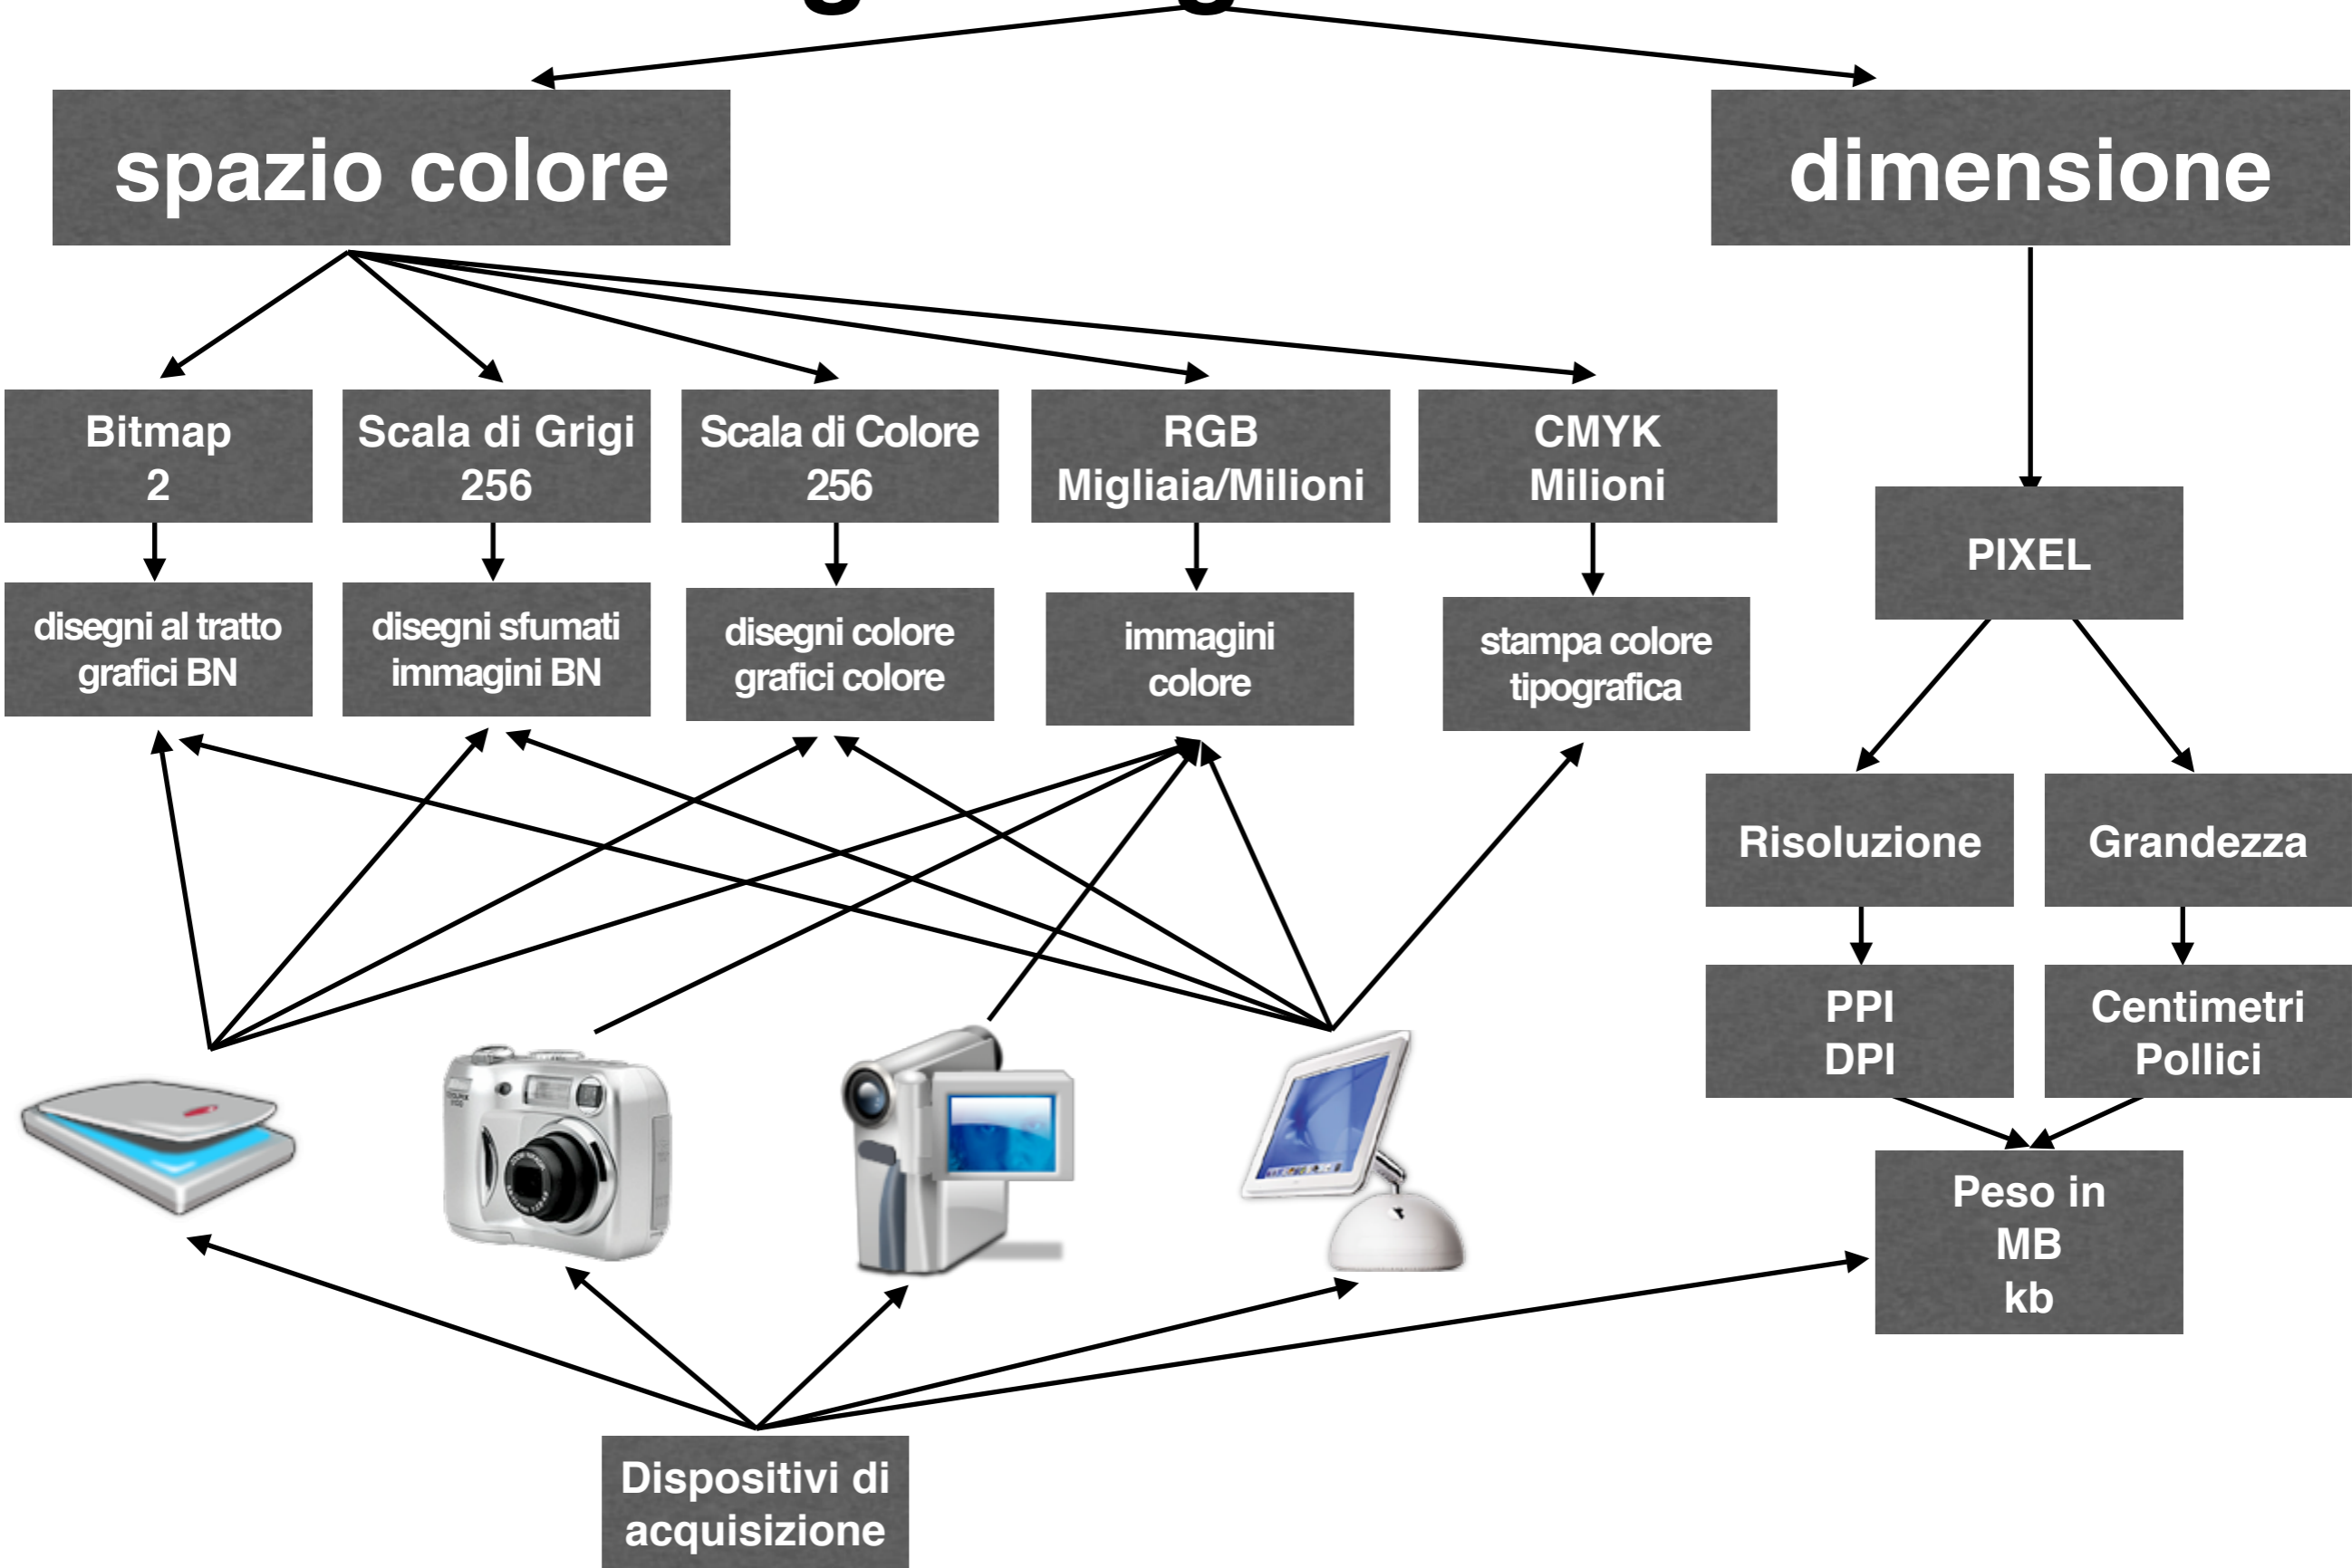 spazio colore
dimensione
Bitmap
2
Scala di Grigi
256
Scala di Colore
256
RGB
Migliaia/Milioni
CMYK
Milioni
PIXEL
disegni al tratto
grafici BN
disegni sfumati
immagini BN
disegni colore
grafici colore
immagini
colore
stampa colore
tipografica
Risoluzione
Grandezza
PPI
DPI
Centimetri
Pollici
Peso in
MB
kb
Dispositivi di
acquisizione